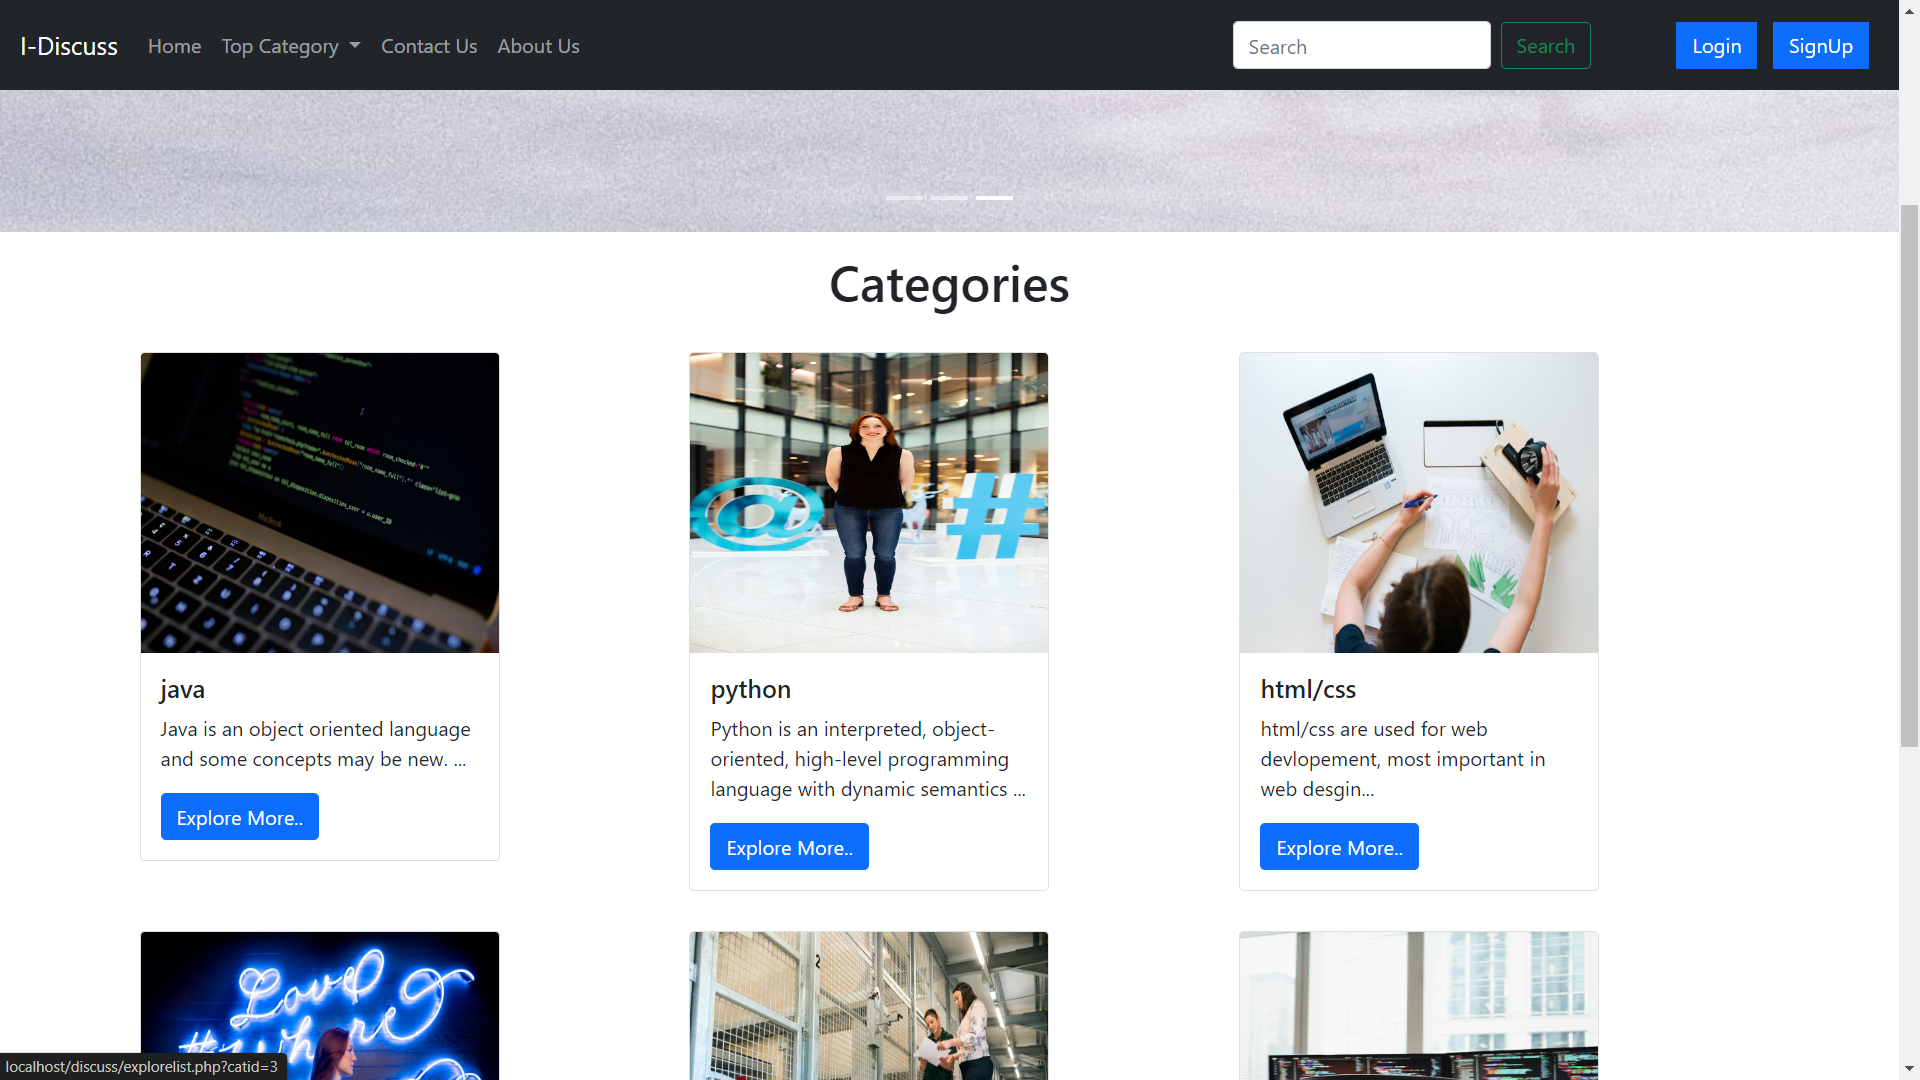 I-Discuss Home Top Category Contact Us About Us Search Search Login SignUp
Categories
java
Java is an object oriented language
and some concepts may be new. ...
Explore More..
python
Python is an interpreted, object-
oriented, high-level programming
language with dynamic semantics ...
Explore More..
html/css
html/css are used for web
devlopement, most important in
web desgin...
Explore More..
@ #
MacBook
Love
#where
localhost/discuss/explorelist.php?catid=3